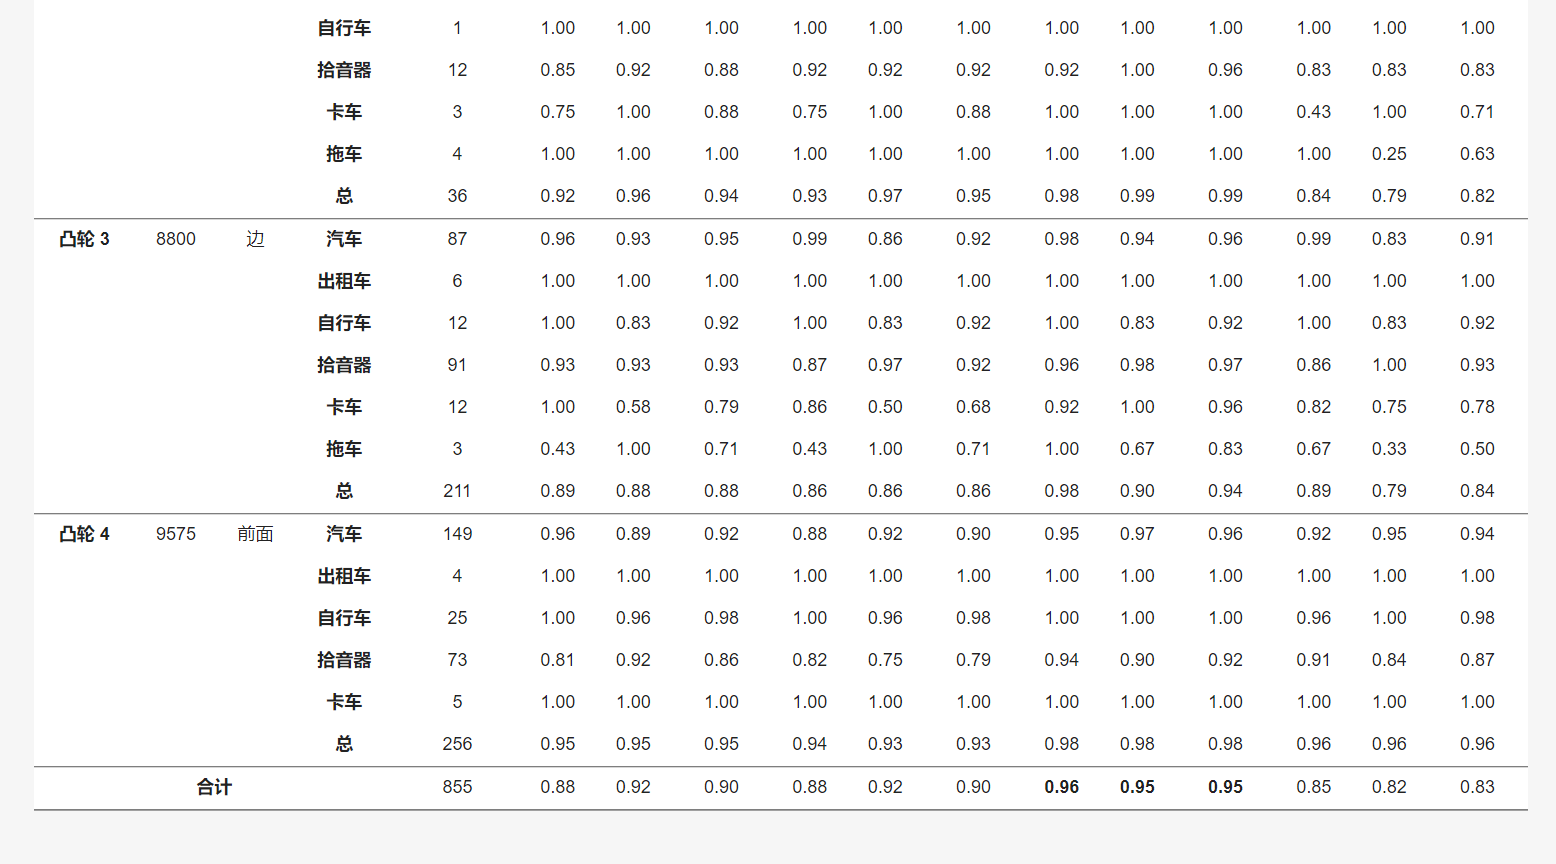 自行车 1 1.00 1.00 1.00 1.00 1.00 1.00 1.00 1.00 1.00 1.00 1.00 1.00
拾音器 12 0.85 0.92 0.88 0.92 0.92 0.92 0.92 1.00 0.96 0.83 0.83 0.83
卡车 3 0.75 1.00 0.88 0.75 1.00 0.88 1.00 1.00 1.00 0.43 1.00 0.71
拖车 4 1.00 1.00 1.00 1.00 1.00 1.00 1.00 1.00 1.00 1.00 0.25 0.63
总 36 0.92 0.96 0.94 0.93 0.97 0.95 0.98 0.99 0.99 0.84 0.79 0.82
凸轮 3 8800 边 汽车 87 0.96 0.93 0.95 0.99 0.86 0.92 0.98 0.94 0.96 0.99 0.83 0.91
出租车 6 1.00 1.00 1.00 1.00 1.00 1.00 1.00 1.00 1.00 1.00 1.00 1.00
自行车 12 1.00 0.83 0.92 1.00 0.83 0.92 1.00 0.83 0.92 1.00 0.83 0.92
拾音器 91 0.93 0.93 0.93 0.87 0.97 0.92 0.96 0.98 0.97 0.86 1.00 0.93
卡车 12 1.00 0.58 0.79 0.86 0.50 0.68 0.92 1.00 0.96 0.82 0.75 0.78
拖车 3 0.43 1.00 0.71 0.43 1.00 0.71 1.00 0.67 0.83 0.67 0.33 0.50
总 211 0.89 0.88 0.88 0.86 0.86 0.86 0.98 0.90 0.94 0.89 0.79 0.84
凸轮 4 9575 前面 汽车 149 0.96 0.89 0.92 0.88 0.92 0.90 0.95 0.97 0.96 0.92 0.95 0.94
出租车 4 1.00 1.00 1.00 1.00 1.00 1.00 1.00 1.00 1.00 1.00 1.00 1.00
自行车 25 1.00 0.96 0.98 1.00 0.96 0.98 1.00 1.00 1.00 0.96 1.00 0.98
拾音器 73 0.81 0.92 0.86 0.82 0.75 0.79 0.94 0.90 0.92 0.91 0.84 0.87
卡车 5 1.00 1.00 1.00 1.00 1.00 1.00 1.00 1.00 1.00 1.00 1.00 1.00
总 256 0.95 0.95 0.95 0.94 0.93 0.93 0.98 0.98 0.98 0.96 0.96 0.96
合计 855 0.88 0.92 0.90 0.88 0.92 0.90 0.96 0.95 0.95 0.85 0.82 0.83